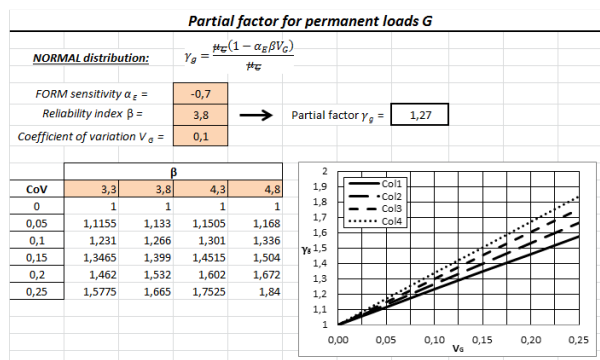 Partial factor for permanent loads G
NORMAL distribution: γg = μG(1 − αEβVG) / μG
FORM sensitivity αE = -0,7
Reliability index β = 3,8 Partial factor γg = 1,27
Coefficient of variation VG = 0,1
β
CoV 3,3 3,8 4,3 4,8
0 1 1 1 1
0,05 1,1155 1,133 1,1505 1,168
0,1 1,231 1,266 1,301 1,336
0,15 1,3465 1,399 1,4515 1,504
0,2 1,462 1,532 1,602 1,672
0,25 1,5775 1,665 1,7525 1,84
2
1,9
1,8
1,7
1,6
1,5
1,4
1,3
1,2
1,1
1
γg
Col1
Col2
Col3
Col4
0,00 0,05 0,10 0,15 0,20 0,25
VG